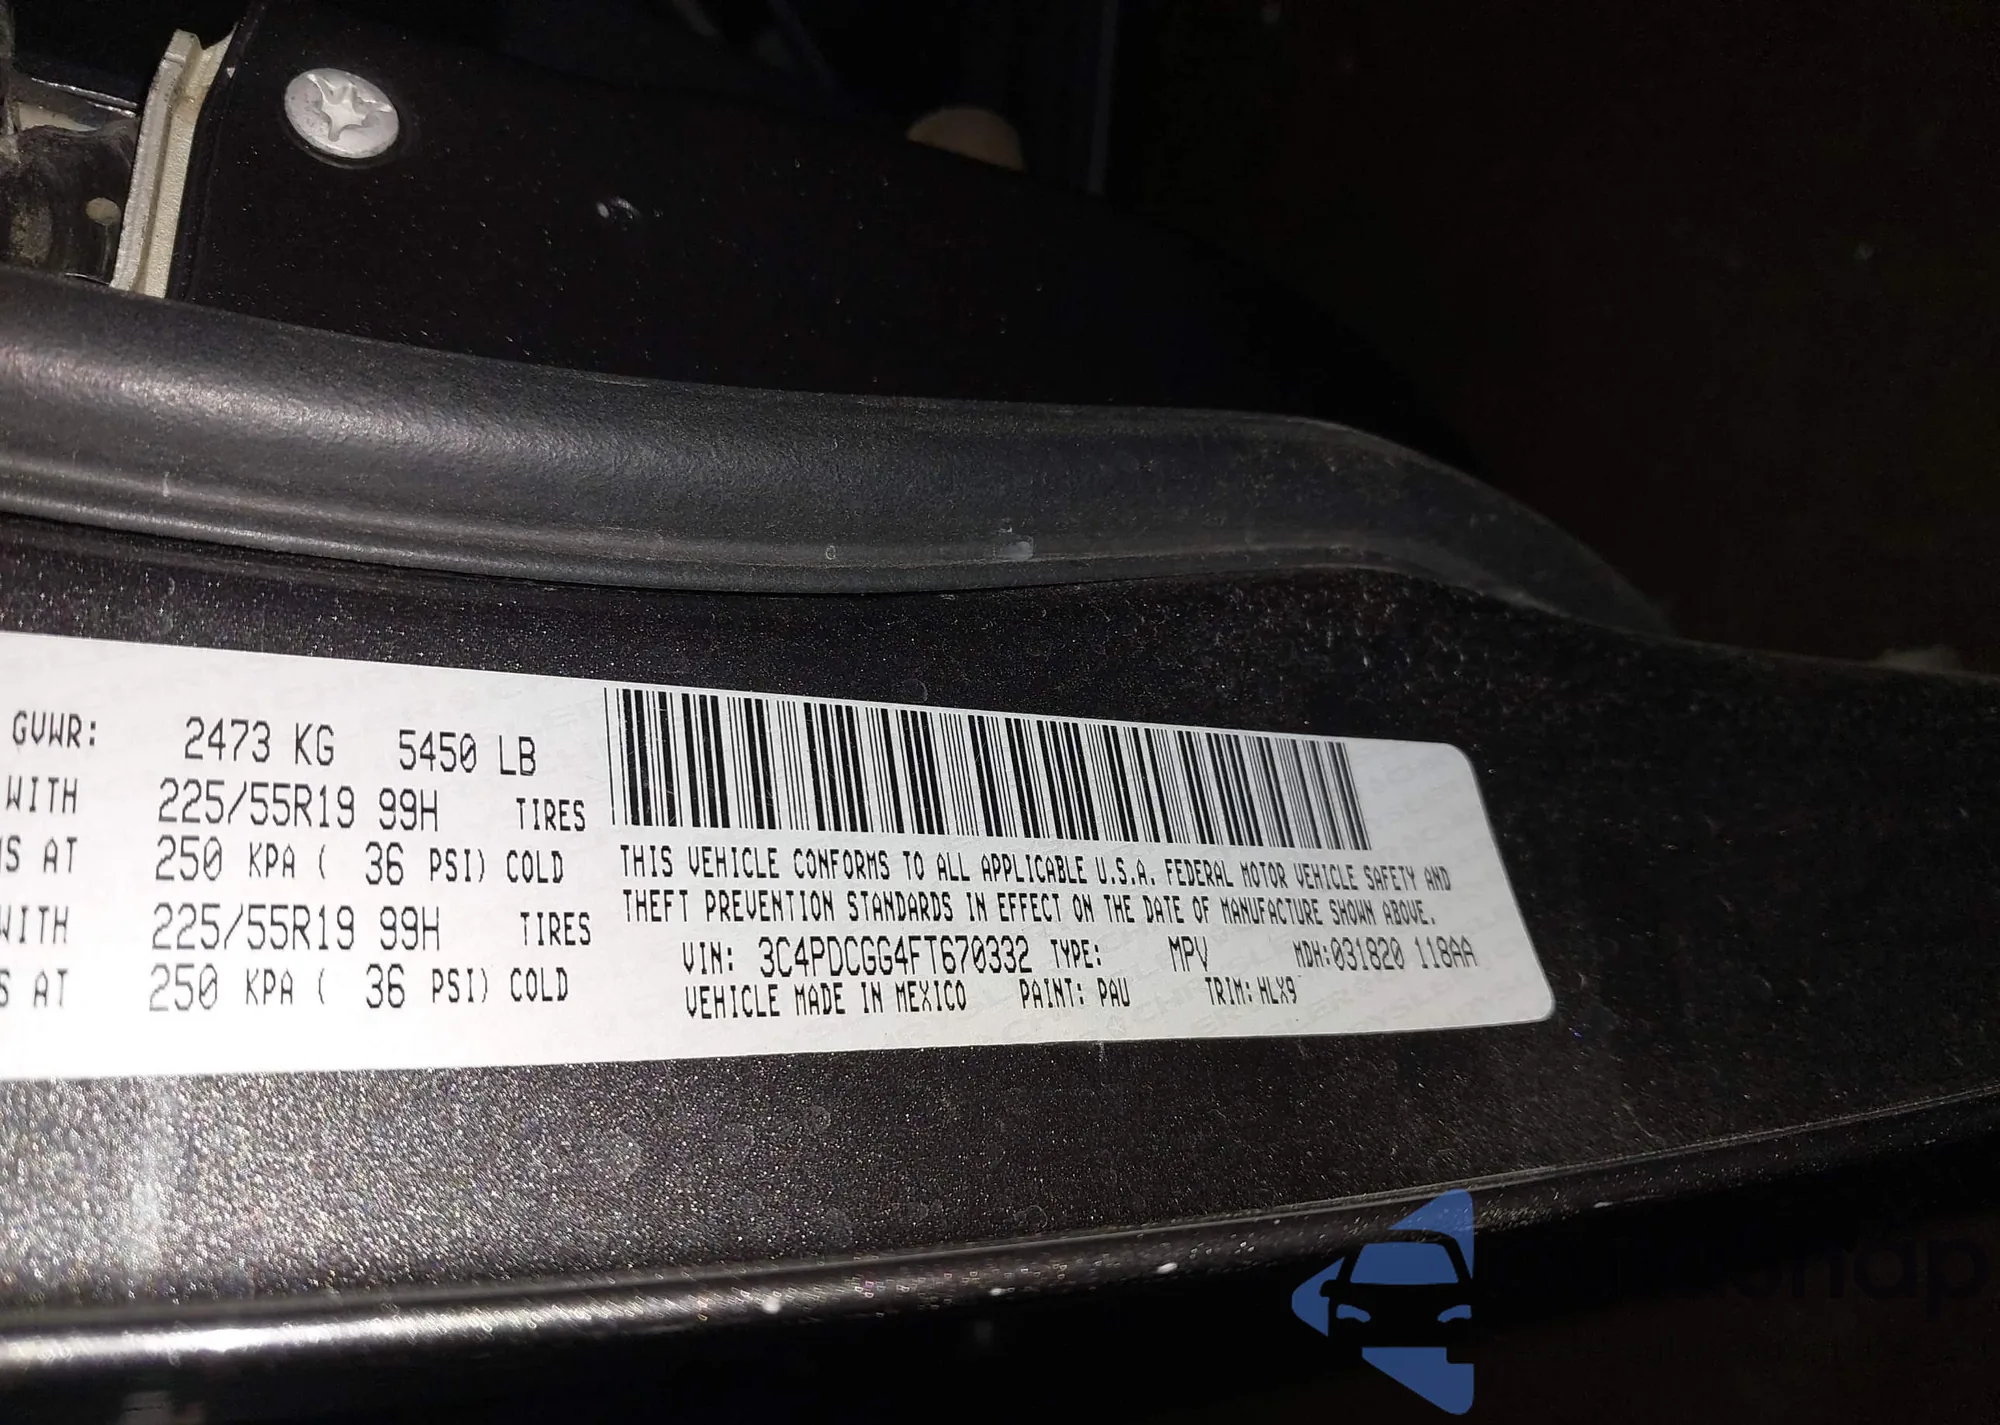 GVWR: 2473 KG 5450 LB
WITH 225/55R19 99H TIRES
AT 250 KPA ( 36 PSI) COLD
WITH 225/55R19 99H TIRES
AT 250 KPA ( 36 PSI) COLD
THIS VEHICLE CONFORMS TO ALL APPLICABLE U.S.A. FEDERAL MOTOR VEHICLE SAFETY AND
THEFT PREVENTION STANDARDS IN EFFECT ON THE DATE OF MANUFACTURE SHOWN ABOVE.
VIN: 3C4PDCGG4FT670332 TYPE: MPV MDH:031820 118AA
VEHICLE MADE IN MEXICO PAINT: PAU TRIM: HLX9